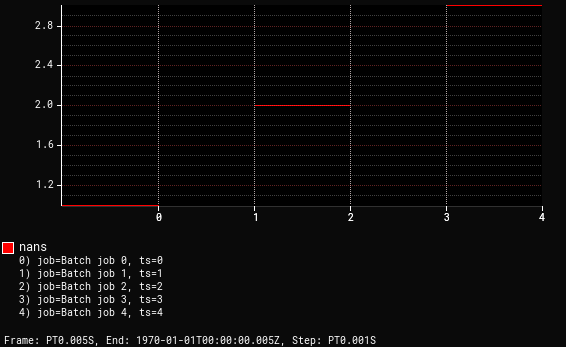 2.8
2.4
2.0
1.6
1.2
0 1 2 3 4
nans
0) job=Batch job 0, ts=0
1) job=Batch job 1, ts=1
2) job=Batch job 2, ts=2
3) job=Batch job 3, ts=3
4) job=Batch job 4, ts=4
Frame: PT0.005S, End: 1970-01-01T00:00:00.005Z, Step: PT0.001S